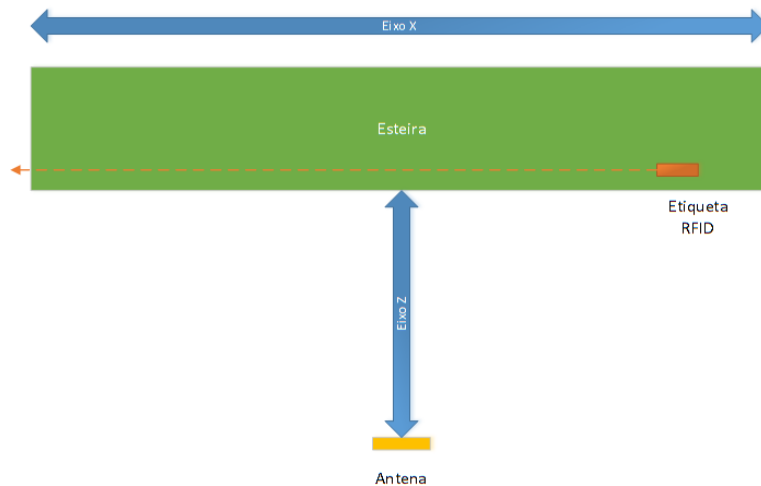 Eixo X
Esteira
Etiqueta
RFID
Eixo Z
Antena